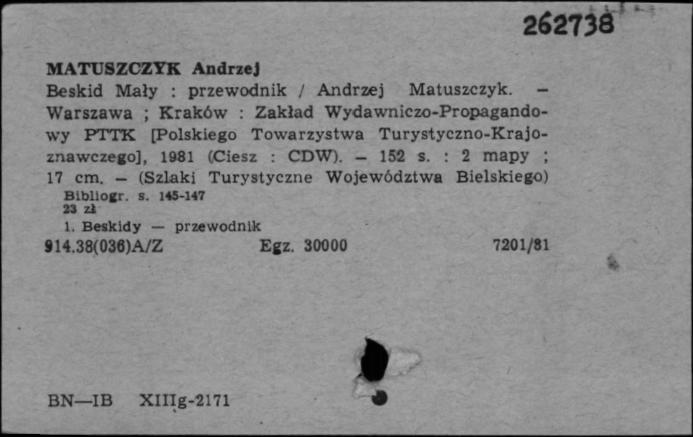 262738
MATUSZCZYK Andrzej
Beskid Mały : przewodnik / Andrzej Matuszczyk. —
Warszawa ; Kraków : Zakład Wydawniczo-Propagando-
wy PTTK [Polskiego Towarzystwa Turystyczno-Krajo-
znawczego], 1981 (Ciesz : CDW). — 152 s. : 2 mapy ;
17 cm. — (Szlaki Turystyczne Województwa Bielskiego)
Bibliogr. s. 145-147
23 zł
1. Beskidy — przewodnik
914.38(036)A/Z Egz. 30000 7201/81
BN—IB XIIIg-2171